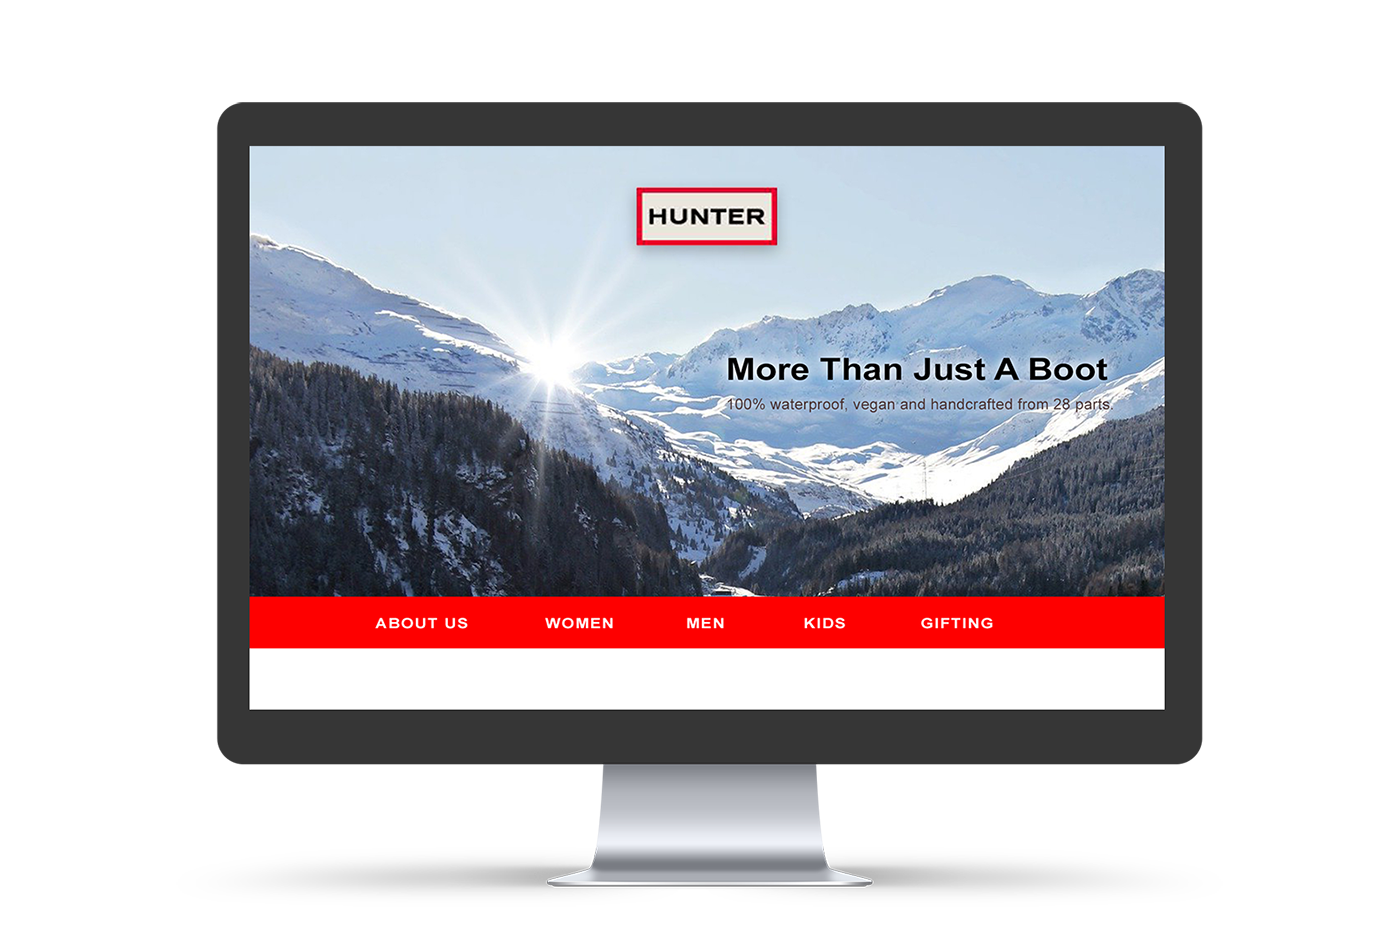 HUNTER
More Than Just A Boot
100% waterproof, vegan and handcrafted from 28 parts.
ABOUT US WOMEN MEN KIDS GIFTING